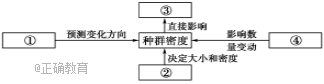 ③
直接影响
①
预测变化方向
种群密度
影响数
量变动
④
决定大小和密度
②
@正确教育